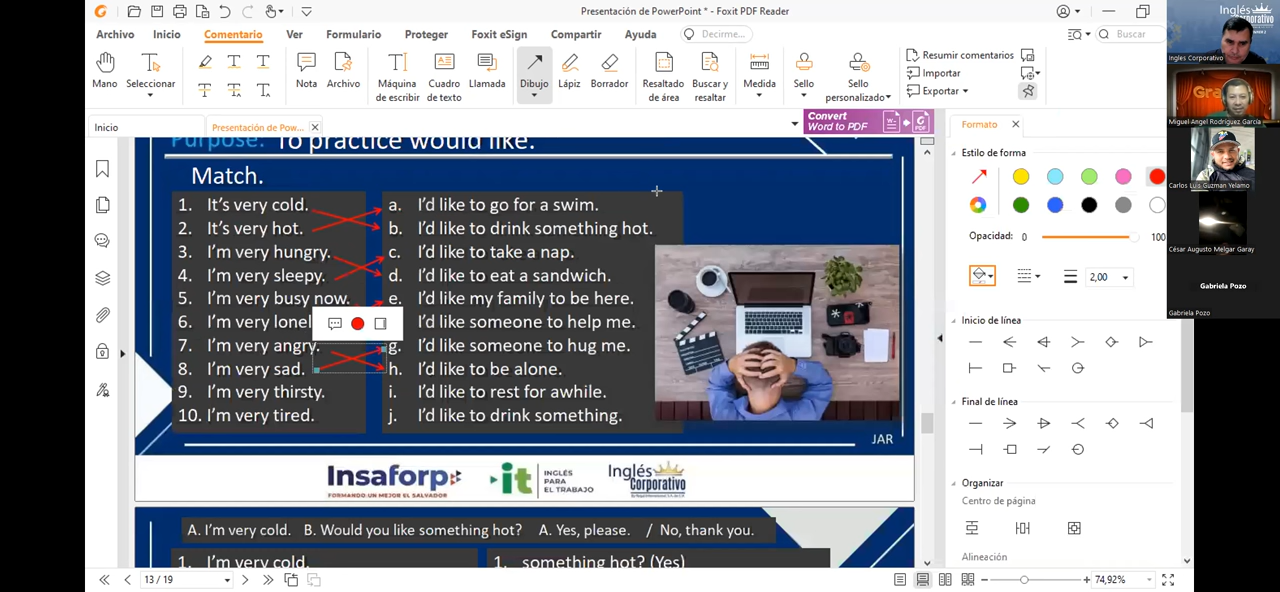 Presentación de PowerPoint * - Foxit PDF Reader
Archivo Inicio Comentario Ver Formulario Proteger Foxit eSign Compartir Ayuda Decirme... Buscar
Mano Seleccionar Nota Archivo Máquina de escribir Cuadro de texto Llamada Dibujo Lápiz Borrador Resaltado de área Buscar y resaltar Medida Sello Sello personalizado
Resumir comentarios
Importar
Exportar
Inicio Presentación de Pow...
Convert
Word to PDF
Purpose: To practice would like.
Match.
1. It's very cold.
2. It's very hot.
3. I'm very hungry.
4. I'm very sleepy.
5. I'm very busy now.
6. I'm very lonel
7. I'm very angry.
8. I'm very sad.
9. I'm very thirsty.
10. I'm very tired.
a. I'd like to go for a swim.
b. I'd like to drink something hot.
c. I'd like to take a nap.
d. I'd like to eat a sandwich.
e. I'd like my family to be here.
I'd like someone to help me.
g. I'd like someone to hug me.
h. I'd like to be alone.
i. I'd like to rest for awhile.
j. I'd like to drink something.
JAR
Insaforp
FORMANDO UN MEJOR EL SALVADOR
it INGLÉS PARA EL TRABAJO
Inglés Corporativo
A. I'm very cold. B. Would you like something hot? A. Yes, please. / No, thank you.
1. I'm very cold.
1. something hot? (Yes)
13 / 19
74,92%
Formato
Estilo de forma
Opacidad: 0 100
2,00
Inicio de línea
Final de línea
Organizar
Centro de página
Alineación
Inglés Corporativo
Ingles Corporativo
Miguel Angel Rodriguez Garcia
Carlos Luis Guzman Yelamo
César Augusto Melgar Garay
Gabriela Pozo
Gabriela Pozo